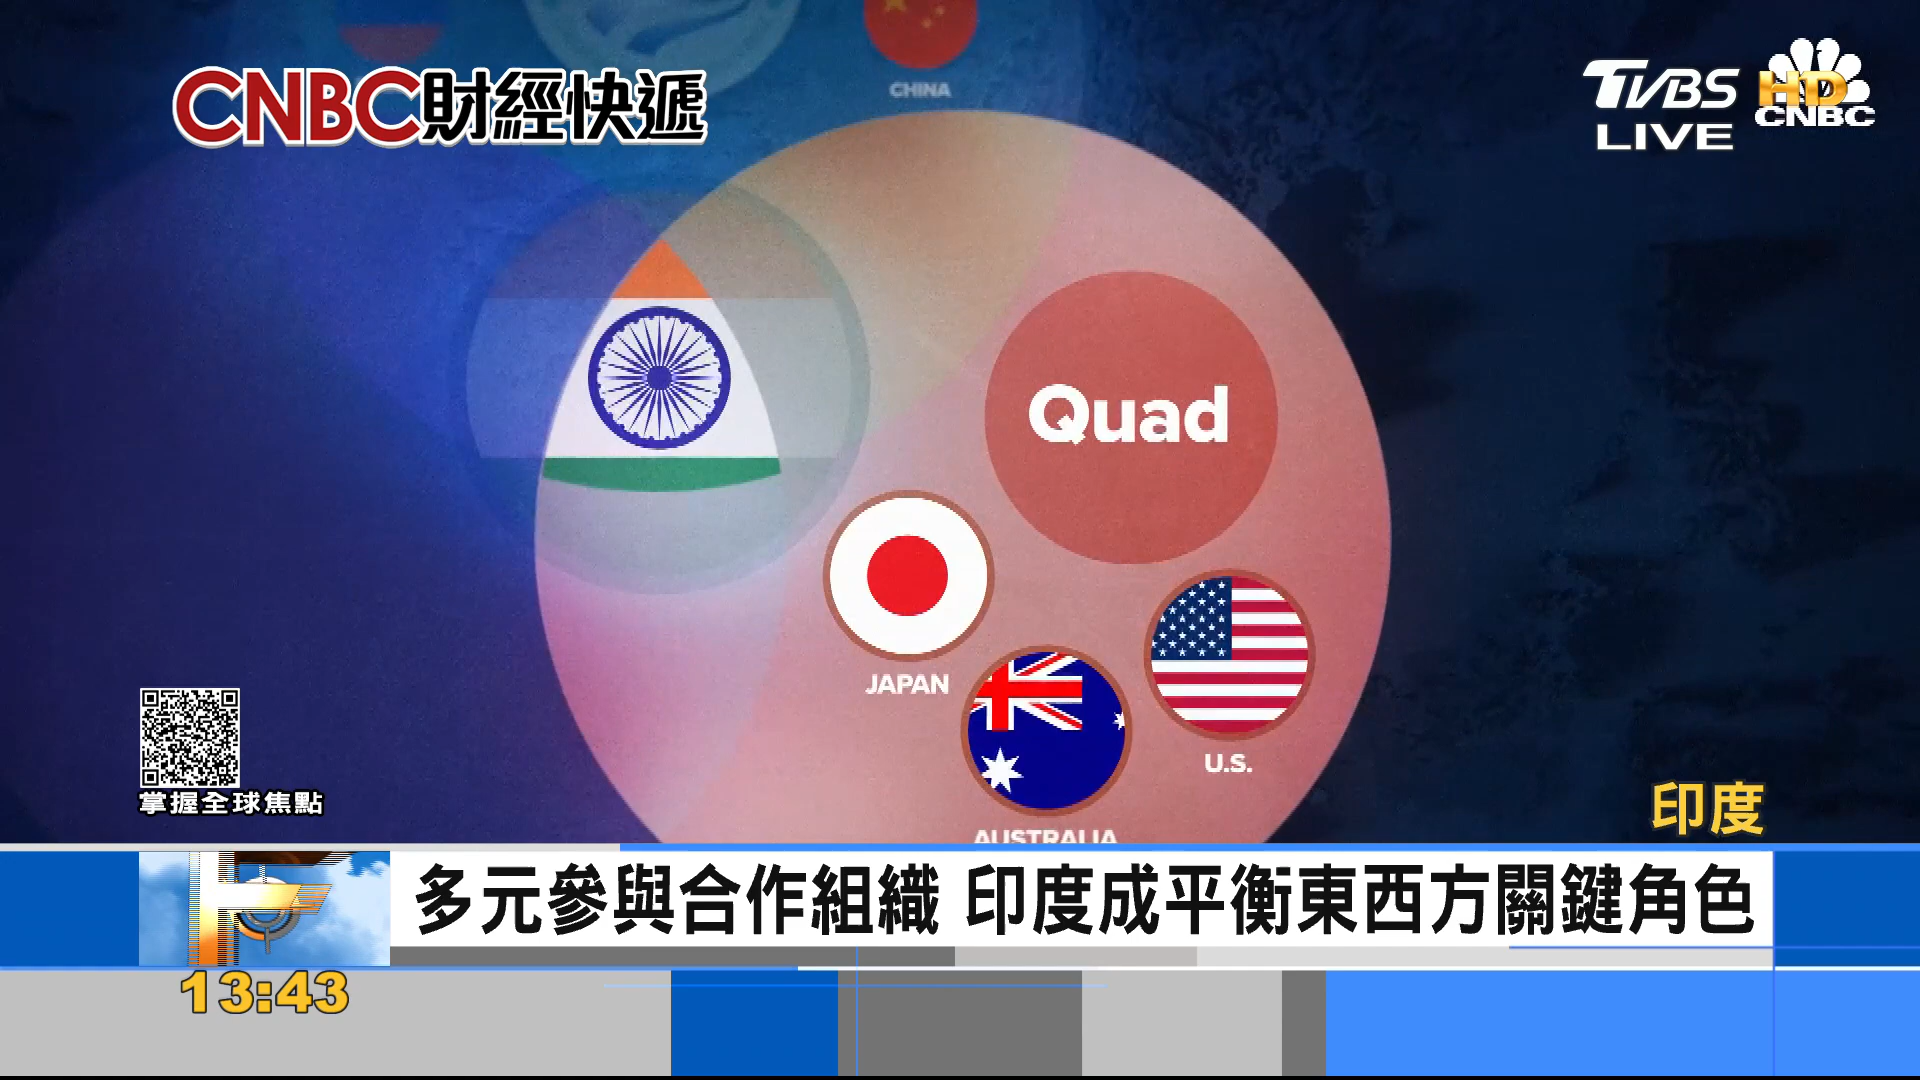 CHINA
CNBC財經快遞
TVBS
LIVE
HD
CNBC
Quad
JAPAN
U.S.
AUSTRALIA
掌握全球焦點
印度
多元參與合作組織 印度成平衡東西方關鍵角色
13:43